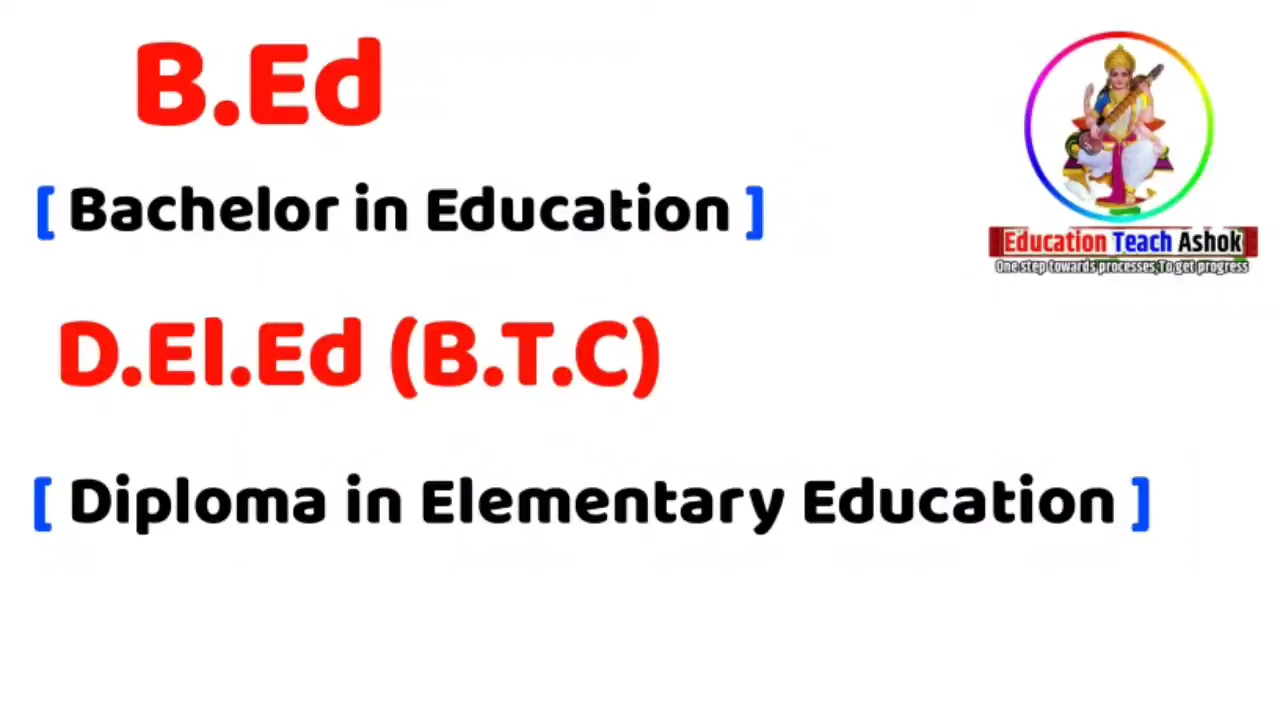 B.Ed
[ Bachelor in Education ]
D.El.Ed (B.T.C)
[ Diploma in Elementary Education ]
Education Teach Ashok
One step towards processes,To get progress